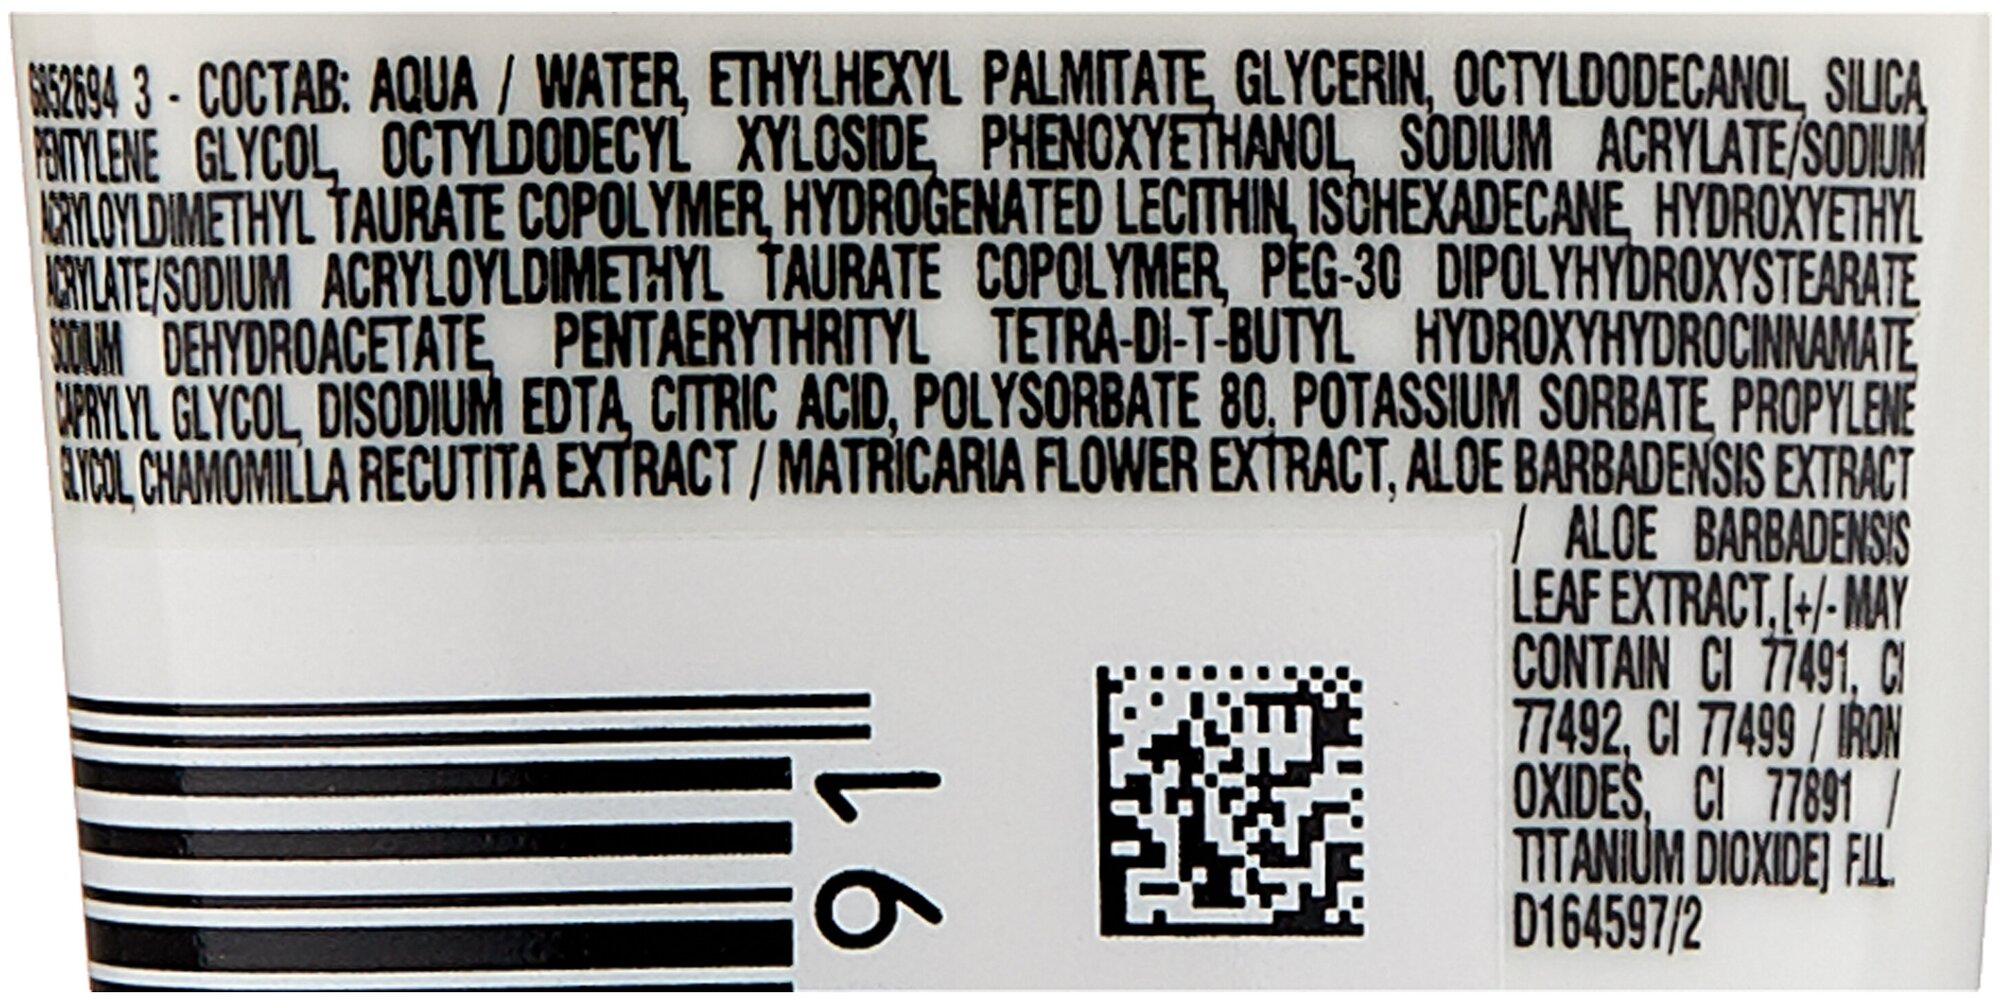 G852694 3 - СОСТАВ: AQUA / WATER, ETHYLHEXYL PALMITATE, GLYCERIN, OCTYLDODECANOL, SILICA,
PENTYLENE GLYCOL, OCTYLDODECYL XYLOSIDE, PHENOXYETHANOL, SODIUM ACRYLATE/SODIUM
ACRYLOYLDIMETHYL TAURATE COPOLYMER, HYDROGENATED LECITHIN, ISOHEXADECANE, HYDROXYETHYL
ACRYLATE/SODIUM ACRYLOYLDIMETHYL TAURATE COPOLYMER, PEG-30 DIPOLYHYDROXYSTEARATE,
SODIUM DEHYDROACETATE, PENTAERYTHRITYL TETRA-DI-T-BUTYL HYDROXYHYDROCINNAMATE,
CAPRYLYL GLYCOL, DISODIUM EDTA, CITRIC ACID, POLYSORBATE 80, POTASSIUM SORBATE, PROPYLENE
GLYCOL, CHAMOMILLA RECUTITA EXTRACT / MATRICARIA FLOWER EXTRACT, ALOE BARBADENSIS EXTRACT
/ ALOE BARBADENSIS
LEAF EXTRACT, [+/- MAY
CONTAIN CI 77491, CI
77492, CI 77499 / IRON
OXIDES, CI 77891 /
TITANIUM DIOXIDE] F.I.L.
D164597/2
19